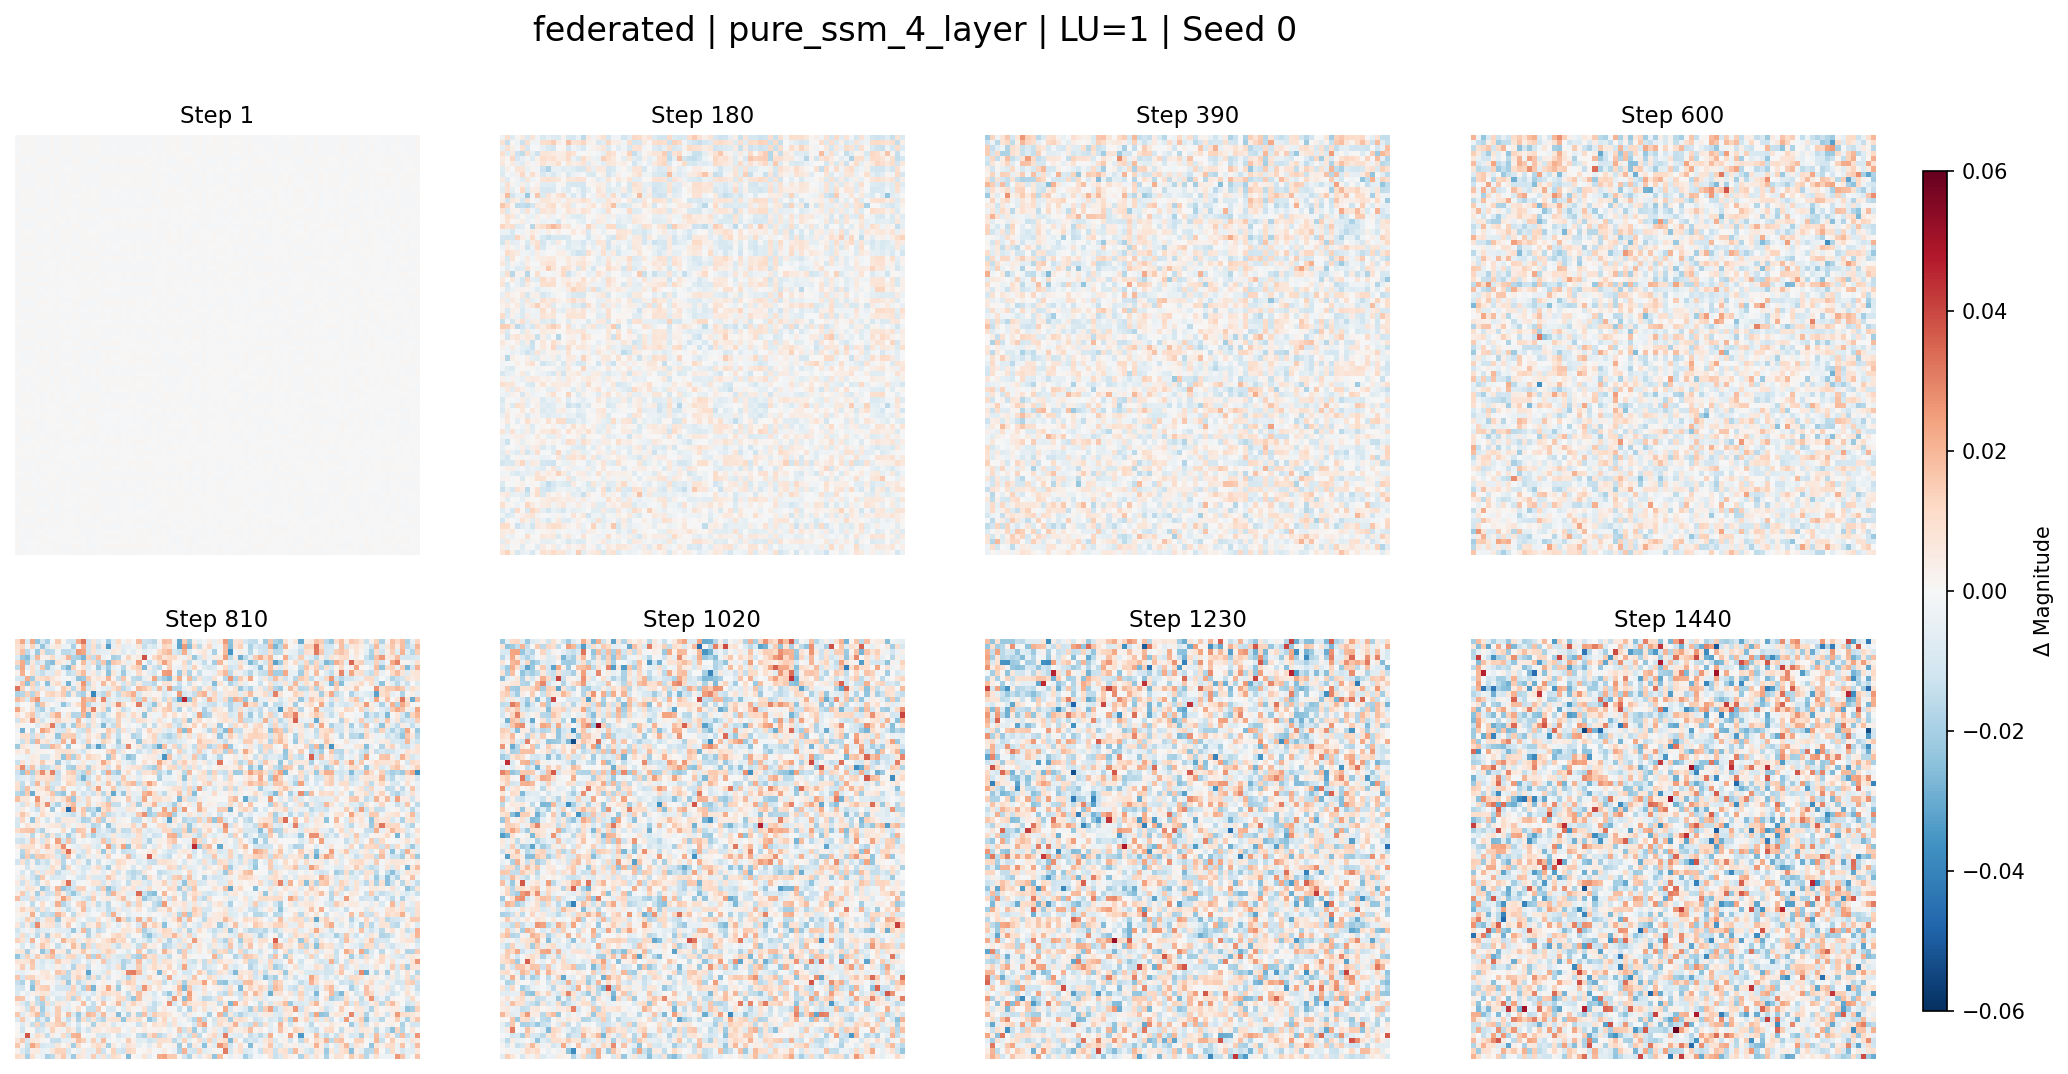 federated | pure_ssm_4_layer | LU=1 | Seed 0
Step 1
Step 180
Step 390
Step 600
Step 810
Step 1020
Step 1230
Step 1440
0.06
0.04
0.02
0.00
−0.02
−0.04
−0.06
Δ Magnitude